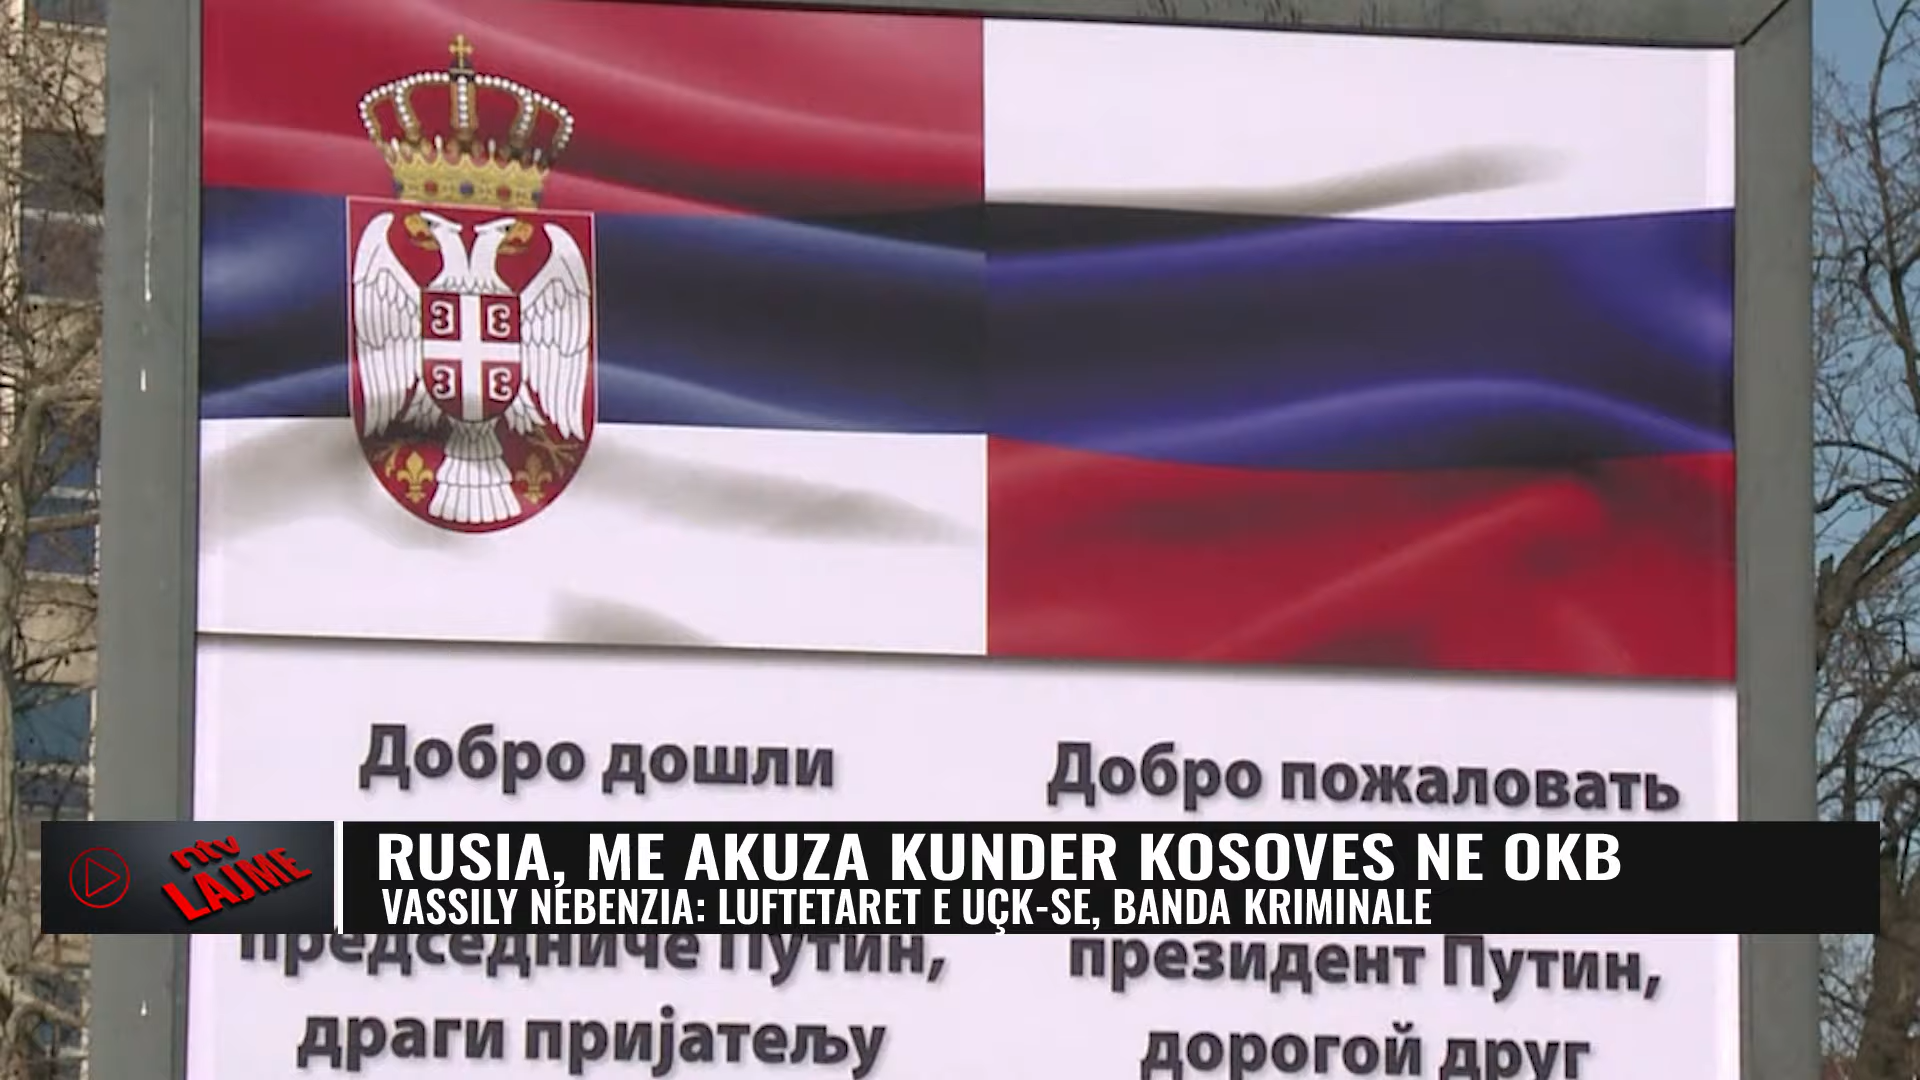 Добро дошли
Добро пожаловать
ntv
LAJME
RUSIA, ME AKUZA KUNDER KOSOVES NE OKB
VASSILY NEBENZIA: LUFTETARET E UÇK-SE, BANDA KRIMINALE
председниче Путин,
президент Путин,
драги пријатељу
дорогой друг